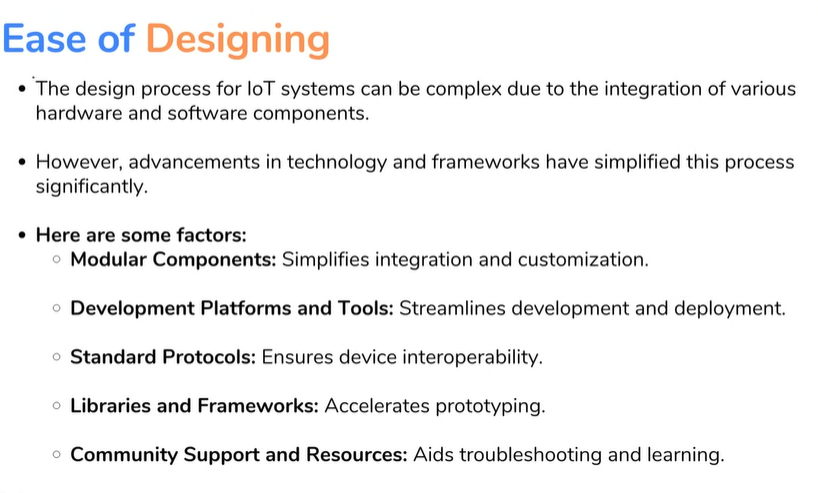 Ease of Designing
• The design process for IoT systems can be complex due to the integration of various
hardware and software components.
• However, advancements in technology and frameworks have simplified this process
significantly.
• Here are some factors:
○ Modular Components: Simplifies integration and customization.
○ Development Platforms and Tools: Streamlines development and deployment.
○ Standard Protocols: Ensures device interoperability.
○ Libraries and Frameworks: Accelerates prototyping.
○ Community Support and Resources: Aids troubleshooting and learning.